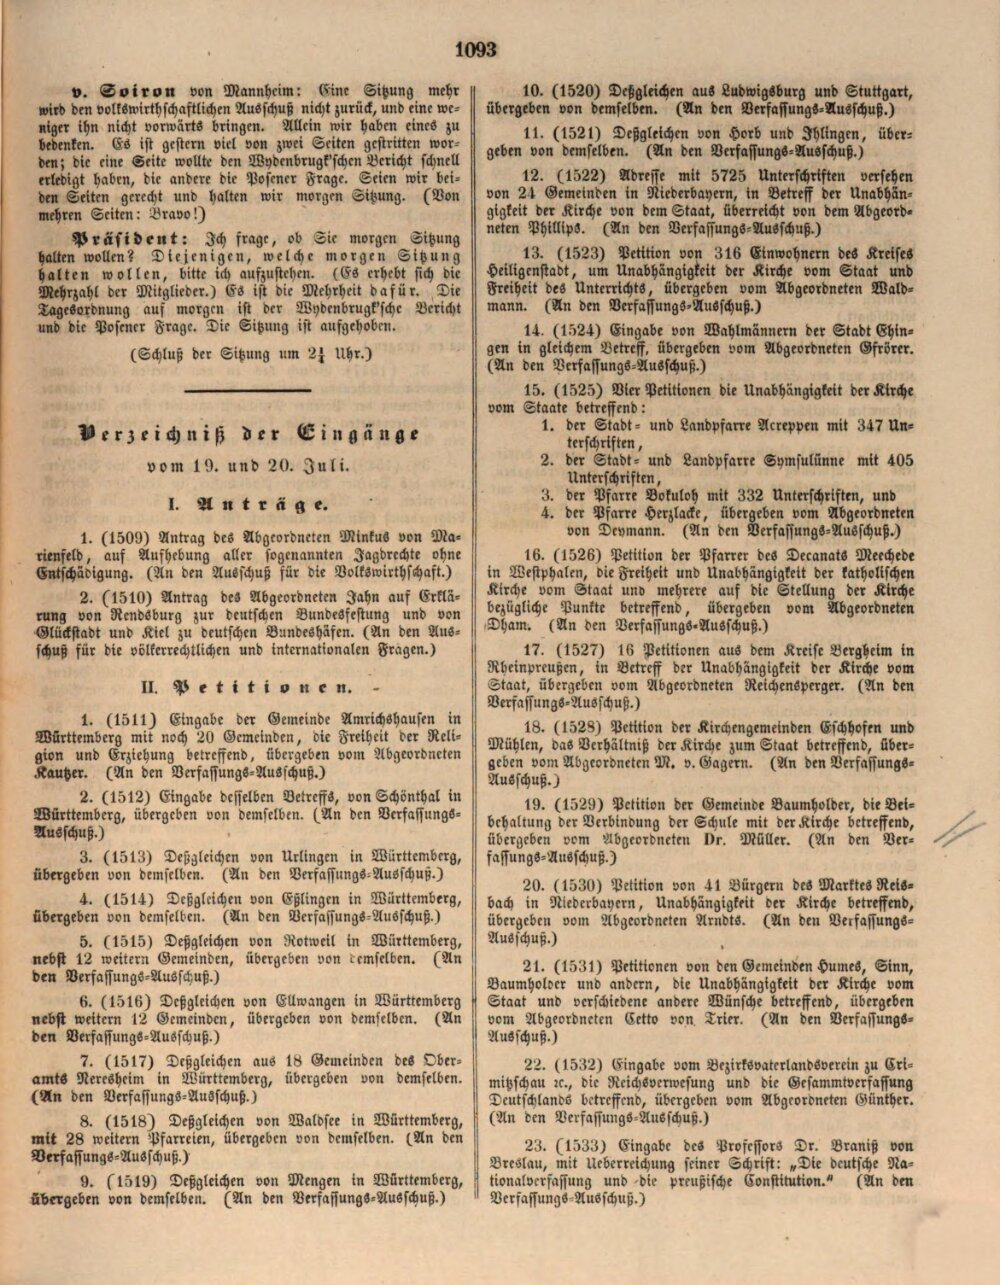 1093
v. Soiron von Mannheim: Eine Sitzung mehr
wird den volkswirthschaftlichen Ausschuß nicht zurück, und eine we-
niger ihn nicht vorwärts bringen. Allein wir haben eines zu
bedenken. Es ist gestern viel von zwei Seiten gestritten wor-
den; die eine Seite wollte den Wydenbrugk'schen Bericht schnell
erledigt haben, die andere die Posener Frage. Seien wir bei-
den Seiten gerecht und halten wir morgen Sitzung. (Von
mehren Seiten: Bravo!)
Präsident: Ich frage, ob Sie morgen Sitzung
halten wollen? Diejenigen, welche morgen Sitzung
halten wollen, bitte ich aufzustehen. (Es erhebt sich die
Mehrzahl der Mitglieder.) Es ist die Mehrheit dafür. Die
Tagesordnung auf morgen ist der Wydenbrugk'sche Bericht
und die Posener Frage. Die Sitzung ist aufgehoben.
(Schluß der Sitzung um 2¼ Uhr.)
Verzeichniß der Eingänge
vom 19. und 20. Juli.
I. Anträge.
1. (1509) Antrag des Abgeordneten Minkus von Ma-
rienfeld, auf Aufhebung aller sogenannten Jagdrechte ohne
Entschädigung. (An den Ausschuß für die Volkswirthschaft.)
2. (1510) Antrag des Abgeordneten Jahn auf Erklä-
rung von Rendsburg zur deutschen Bundesfestung und von
Glückstadt und Kiel zu deutschen Bundeshäfen. (An den Aus-
schuß für die völkerrechtlichen und internationalen Fragen.)
II. Petitionen.
1. (1511) Eingabe der Gemeinde Amrichshausen in
Württemberg mit noch 20 Gemeinden, die Freiheit der Reli-
gion und Erziehung betreffend, übergeben vom Abgeordneten
Kautzer. (An den Verfassungs-Ausschuß.)
2. (1512) Eingabe desselben Betreffs, von Schönthal in
Württemberg, übergeben von demselben. (An den Verfassungs-
Ausschuß.)
3. (1513) Deßgleichen von Urlingen in Württemberg,
übergeben von demselben. (An den Verfassungs-Ausschuß.)
4. (1514) Deßgleichen von Eßlingen in Württemberg,
übergeben von demselben. (An den Verfassungs-Ausschuß.)
5. (1515) Deßgleichen von Rotweil in Württemberg,
nebst 12 weitern Gemeinden, übergeben von demselben. (An
den Verfassungs-Ausschuß.)
6. (1516) Deßgleichen von Ellwangen in Württemberg
nebst weitern 12 Gemeinden, übergeben von demselben. (An
den Verfassungs-Ausschuß.)
7. (1517) Deßgleichen aus 18 Gemeinden des Ober-
amts Neresheim in Württemberg, übergeben von demselben.
(An den Verfassungs-Ausschuß.)
8. (1518) Deßgleichen von Waldsee in Württemberg,
mit 28 weitern Pfarreien, übergeben von demselben. (An den
Verfassungs-Ausschuß.)
9. (1519) Deßgleichen von Mengen in Württemberg,
übergeben von demselben. (An den Verfassungs-Ausschuß.)
10. (1520) Deßgleichen aus Ludwigsburg und Stuttgart,
übergeben von demselben. (An den Verfassungs-Ausschuß.)
11. (1521) Deßgleichen von Horb und Ihlingen, über-
geben von demselben. (An den Verfassungs-Ausschuß.)
12. (1522) Adresse mit 5725 Unterschriften versehen
von 24 Gemeinden in Niederbayern, in Betreff der Unabhän-
gigkeit der Kirche von dem Staat, überreicht von dem Abgeord-
neten Phillips. (An den Verfassungs-Ausschuß.)
13. (1523) Petition von 316 Einwohnern des Kreises
Heiligenstadt, um Unabhängigkeit der Kirche vom Staat und
Freiheit des Unterrichts, übergeben vom Abgeordneten Wald-
mann. (An den Verfassungs-Ausschuß.)
14. (1524) Eingabe von Wahlmännern der Stadt Ehin-
gen in gleichem Betreff, übergeben vom Abgeordneten Gfrörer.
(An den Verfassungs-Ausschuß.)
15. (1525) Vier Petitionen die Unabhängigkeit der Kirche
vom Staate betreffend:
1. der Stadt- und Landpfarre Acreppen mit 347 Un-
terschriften,
2. der Stadt- und Landpfarre Symsulünne mit 405
Unterschriften,
3. der Pfarre Bokuloh mit 332 Unterschriften, und
4. der Pfarre Herzlacke, übergeben vom Abgeordneten
von Deymann. (An den Verfassungs-Ausschuß.)
16. (1526) Petition der Pfarrer des Decanats Meechede
in Westphalen, die Freiheit und Unabhängigkeit der katholischen
Kirche vom Staat und mehrere auf die Stellung der Kirche
bezügliche Punkte betreffend, übergeben vom Abgeordneten
Dham. (An den Verfassungs-Ausschuß.)
17. (1527) 16 Petitionen aus dem Kreise Bergheim in
Rheinpreußen, in Betreff der Unabhängigkeit der Kirche vom
Staat, übergeben vom Abgeordneten Reichensperger. (An den
Verfassungs-Ausschuß.)
18. (1528) Petition der Kirchengemeinden Eschhofen und
Mühlen, das Verhältniß der Kirche zum Staat betreffend, über-
geben vom Abgeordneten M. v. Gagern. (An den Verfassungs-
Ausschuß.)
19. (1529) Petition der Gemeinde Baumholder, die Bei-
behaltung der Verbindung der Schule mit der Kirche betreffend,
übergeben vom Abgeordneten Dr. Müller. (An den Ver-
fassungs-Ausschuß.)
20. (1530) Petition von 41 Bürgern des Marktes Reis-
bach in Niederbayern, Unabhängigkeit der Kirche betreffend,
übergeben vom Abgeordneten Arndts. (An den Verfassungs-
Ausschuß.)
21. (1531) Petitionen von den Gemeinden Humes, Sinn,
Baumholder und andern, die Unabhängigkeit der Kirche vom
Staat und verschiedene andere Wünsche betreffend, übergeben
vom Abgeordneten Cetto von Trier. (An den Verfassungs-
Ausschuß.)
22. (1532) Eingabe vom Bezirksvaterlandsverein zu Cri-
mitzschau ꝛc., die Reichsverwesung und die Gesammtverfassung
Deutschlands betreffend, übergeben vom Abgeordneten Günther.
(An den Verfassungs-Ausschuß.)
23. (1533) Eingabe des Professors Dr. Braniß von
Breslau, mit Ueberreichung seiner Schrift: „Die deutsche Na-
tionalverfassung und die preußische Constitution." (An den
Verfassungs-Ausschuß.)